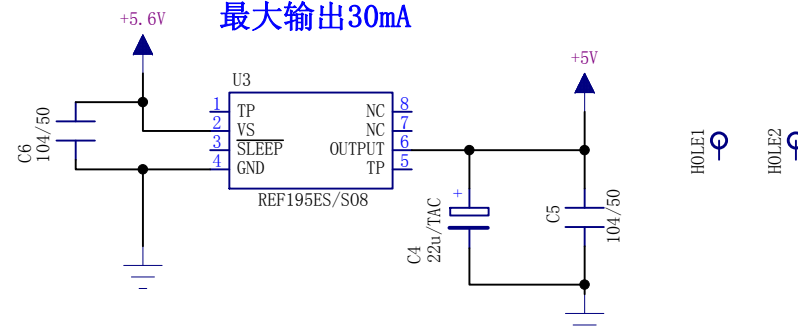 最大输出30mA
+5.6V
+5V
U3
1 TP NC 8
2 VS NC 7
3 SLEEP OUTPUT 6
4 GND TP 5
REF195ES/SO8
C6
104/50
+
C4
22u/TAC
C5
104/50
HOLE1
HOLE2